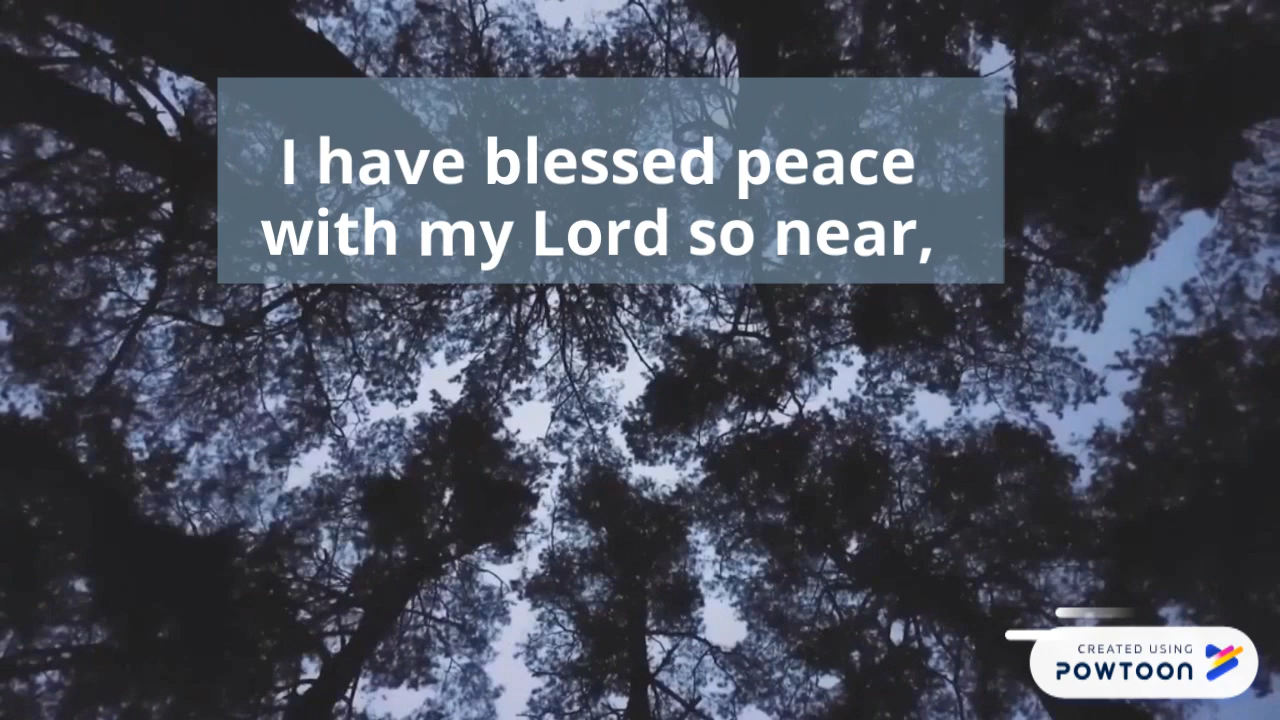 I have blessed peace
with my Lord so near,
CREATED USING
POWTOON